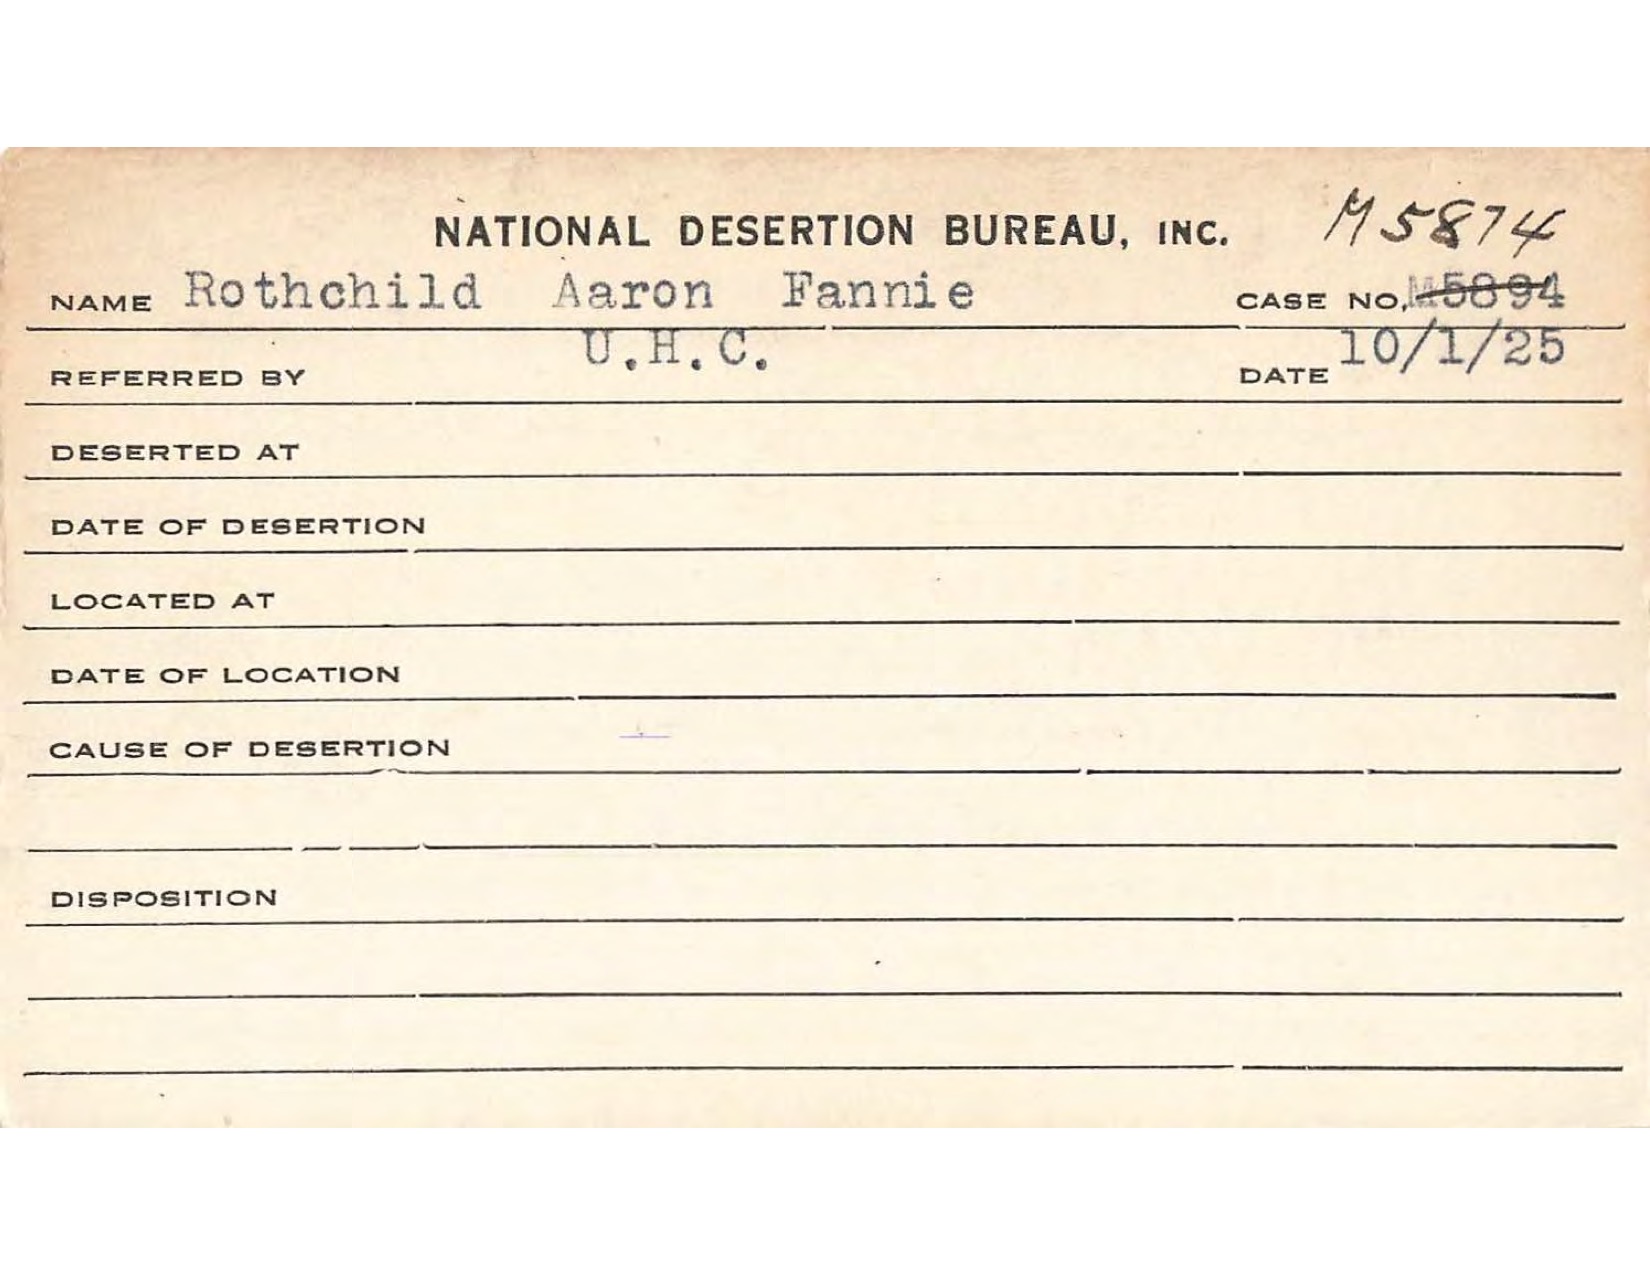 NATIONAL DESERTION BUREAU, INC. M5874
NAME Rothchild Aaron Fannie CASE NO. M5894
REFERRED BY U.H.C. DATE 10/1/25
DESERTED AT
DATE OF DESERTION
LOCATED AT
DATE OF LOCATION
CAUSE OF DESERTION
DISPOSITION